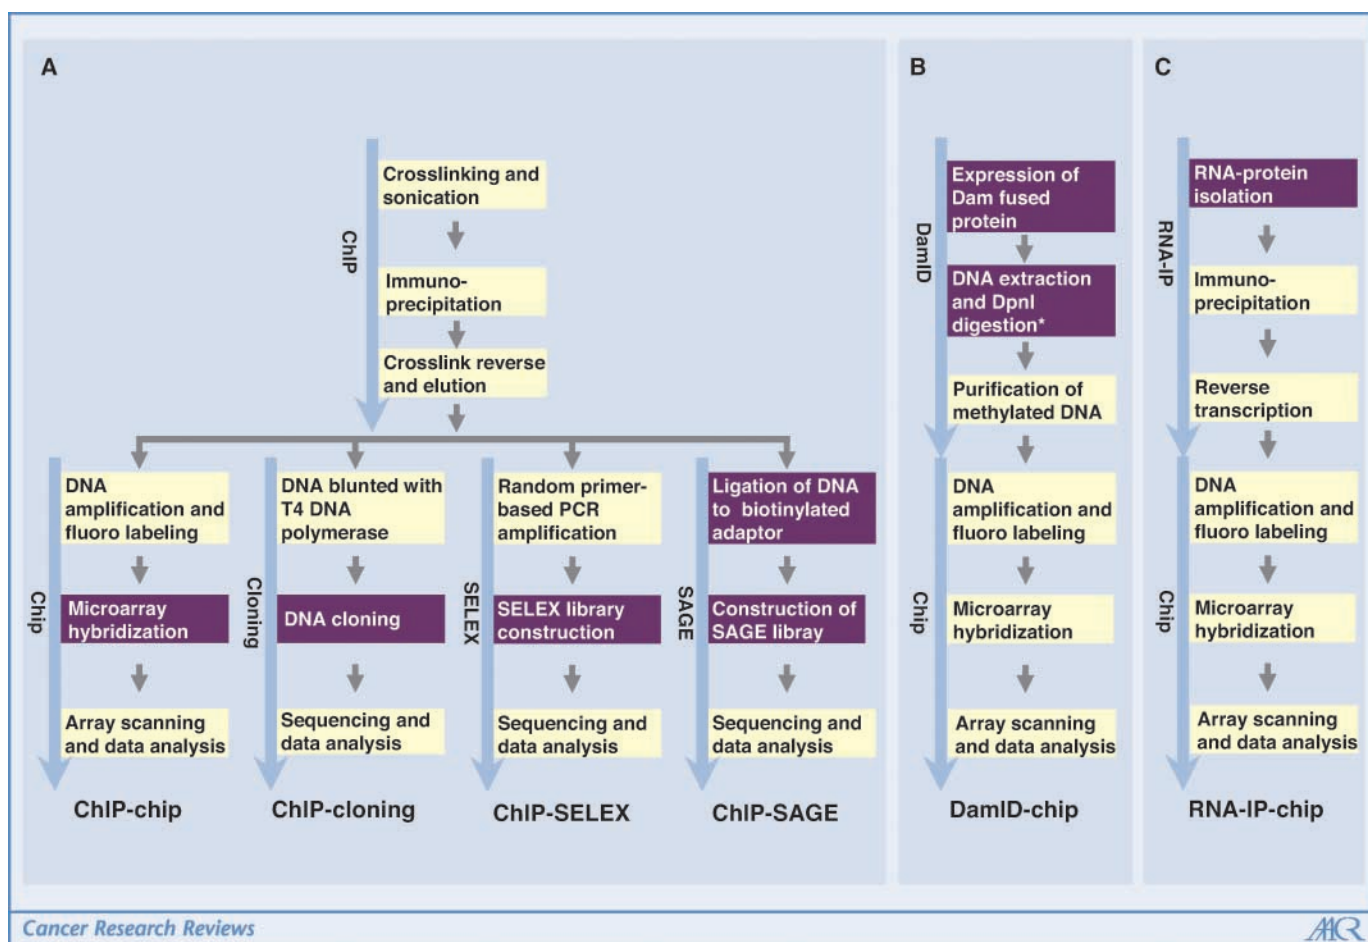 A
ChIP
Crosslinking and
sonication
Immuno-
precipitation
Crosslink reverse
and elution
Chip
DNA
amplification and
fluoro labeling
Microarray
hybridization
Array scanning
and data analysis
ChIP-chip
Cloning
DNA blunted with
T4 DNA
polymerase
DNA cloning
Sequencing and
data analysis
ChIP-cloning
SELEX
Random primer-
based PCR
amplification
SELEX library
construction
Sequencing and
data analysis
ChIP-SELEX
SAGE
Ligation of DNA
to biotinylated
adaptor
Construction of
SAGE libray
Sequencing and
data analysis
ChIP-SAGE
B
DamID
Expression of
Dam fused
protein
DNA extraction
and DpnI
digestion*
Purification of
methylated DNA
Chip
DNA
amplification and
fluoro labeling
Microarray
hybridization
Array scanning
and data analysis
DamID-chip
C
RNA-IP
RNA-protein
isolation
Immuno-
precipitation
Reverse
transcription
Chip
DNA
amplification and
fluoro labeling
Microarray
hybridization
Array scanning
and data analysis
RNA-IP-chip
Cancer Research Reviews
AACR